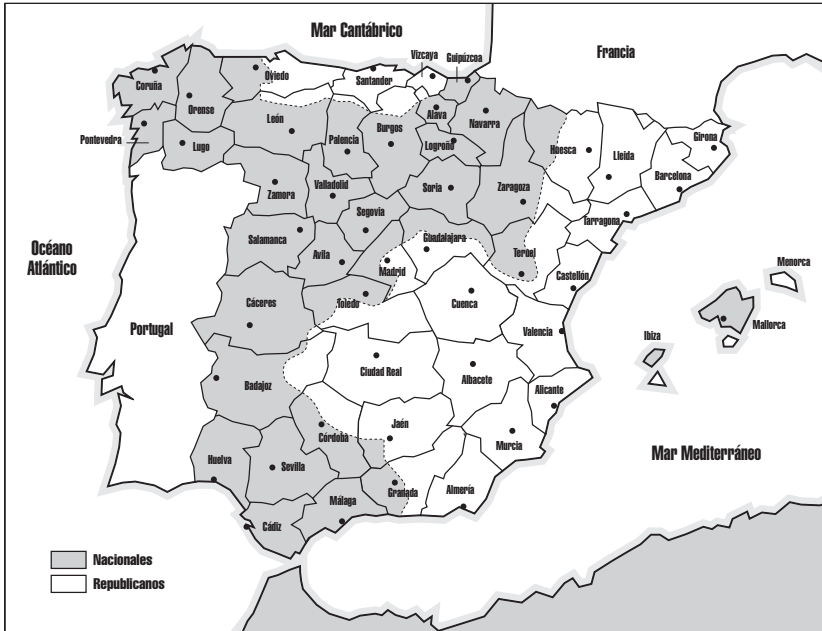 Mar Cantábrico
Francia
Vizcaya
Guipúzcoa
Coruña
Oviedo
Santander
Orense
Pontevedra
Lugo
León
Palencia
Burges
Alava
Navarra
Logroño
Huesca
Lleida
Girona
Barcelona
Zamora
Valladolid
Soria
Zaragoza
Tarragona
Segovia
Salamanca
Avila
Madrid
Guadalajara
Teruel
Castellón
Menorca
Océano
Atlántico
Cáceres
Toledo
Cuenca
Valencia
Ibiza
Mallorca
Portugal
Ciudad Real
Badajoz
Albacete
Alicante
Córdoba
Jaén
Murcia
Mar Mediterráneo
Huelva
Sevilla
Granada
Almería
Málaga
Cádiz
Nacionales
Republicanos